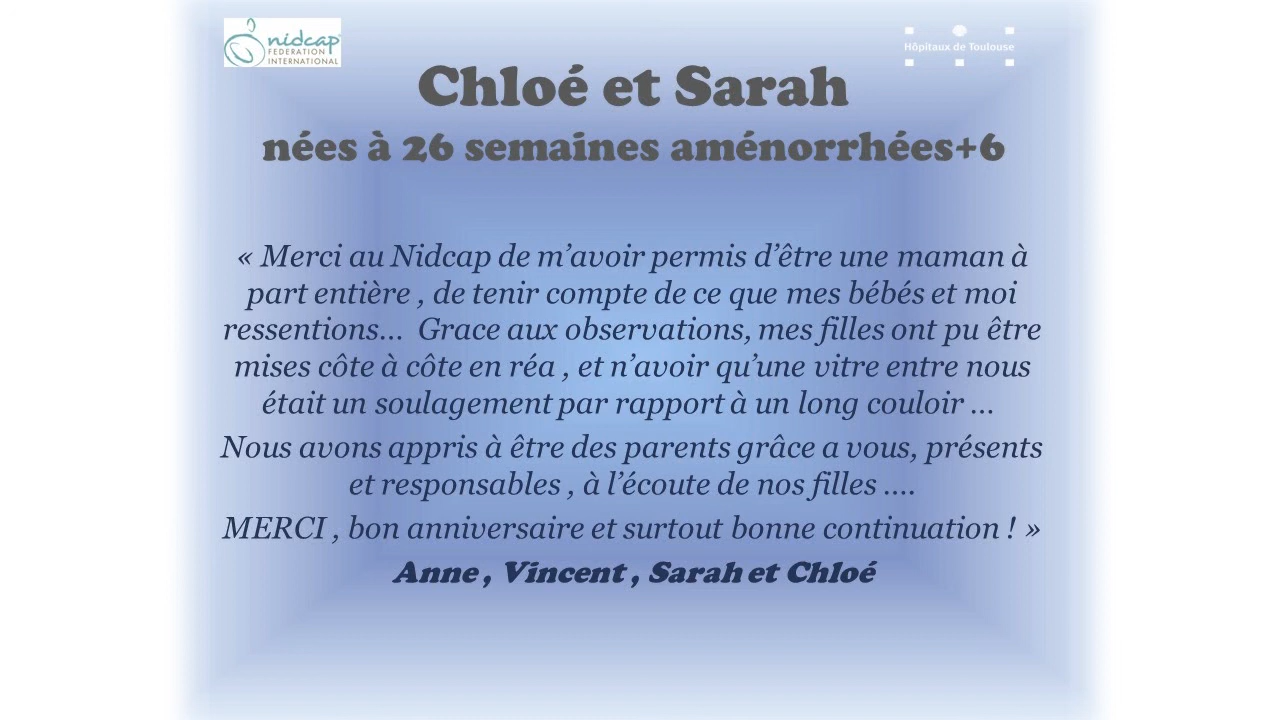 nidcap
FEDERATION
INTERNATIONAL
Hôpitaux de Toulouse
Chloé et Sarah
nées à 26 semaines aménorrhées+6
« Merci au Nidcap de m’avoir permis d’être une maman à
part entière , de tenir compte de ce que mes bébés et moi
ressentions... Grace aux observations, mes filles ont pu être
mises côte à côte en réa , et n’avoir qu’une vitre entre nous
était un soulagement par rapport à un long couloir ...
Nous avons appris à être des parents grâce a vous, présents
et responsables , à l’écoute de nos filles ....
MERCI , bon anniversaire et surtout bonne continuation ! »
Anne , Vincent , Sarah et Chloé